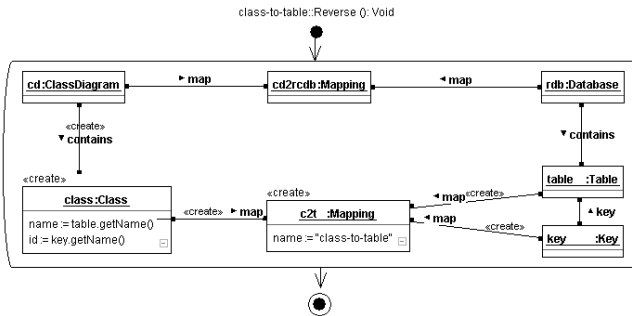 class-to-table::Reverse (): Void
cd:ClassDiagram
► map
cd2rcdb:Mapping
◄ map
rdb:Database
«create»
▼ contains
▼ contains
«create»
class:Class
name := table.getName()
id := key.getName()
«create»
► map
«create»
c2t :Mapping
name := "class-to-table"
◄ map
«create»
◄ map
«create»
table :Table
▲ key
key :Key